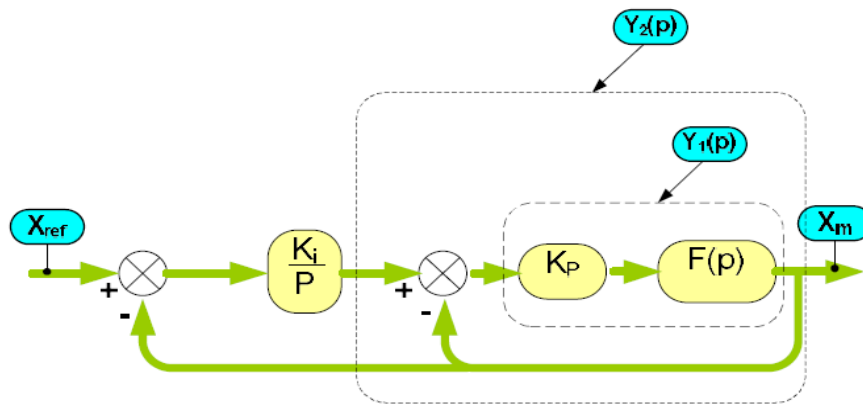 Y₂(p)
Y₁(p)
Xref
Xm
Ki
P
KP
F(p)
+
-
+
-